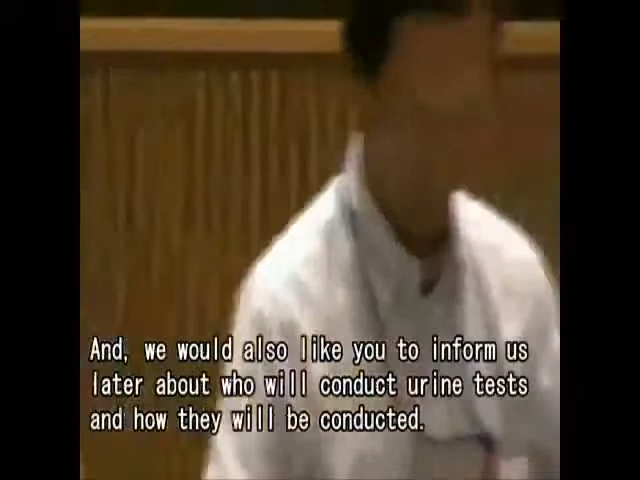 And, we would also like you to inform us
later about who will conduct urine tests
and how they will be conducted.